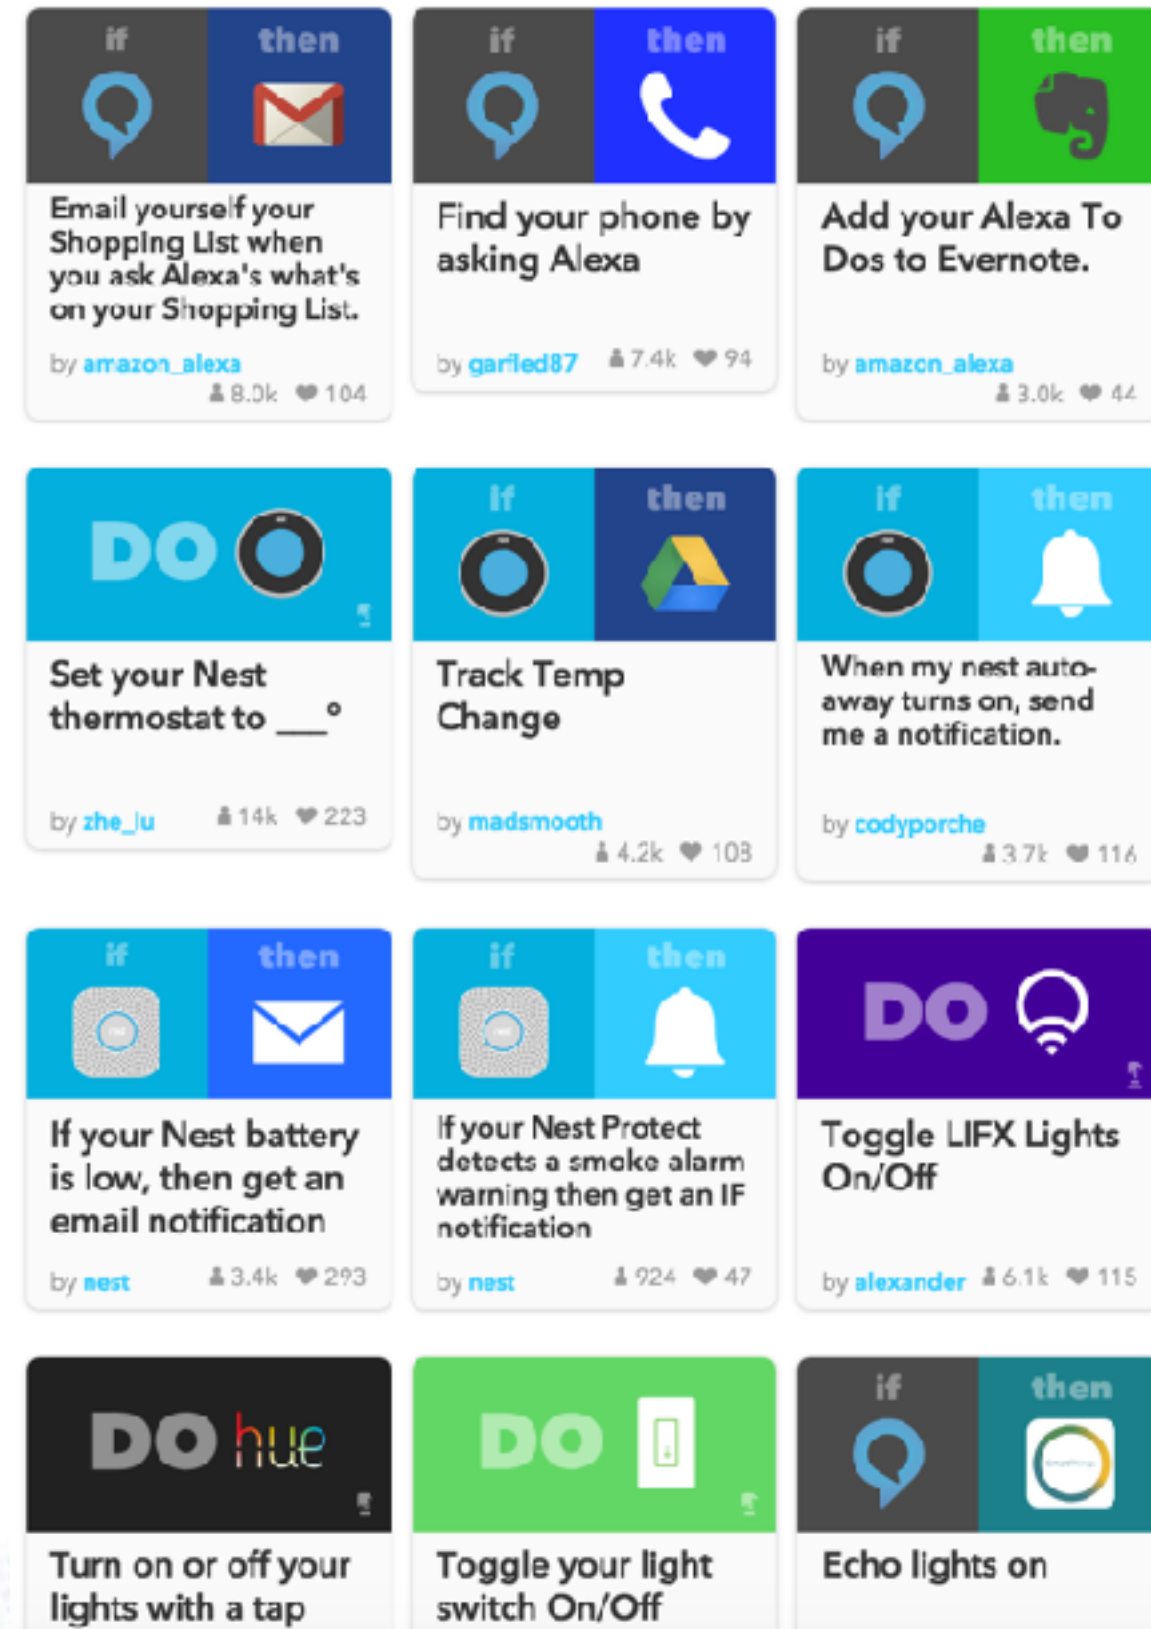 if then
Email yourself your
Shopping List when
you ask Alexa's what's
on your Shopping List.
by amazon_alexa
8.0k 104
if then
Find your phone by
asking Alexa
by garfled87 7.4k 94
if then
Add your Alexa To
Dos to Evernote.
by amazon_alexa
3.0k 44
DO
Set your Nest
thermostat to ___°
by zhe_lu 14k 223
if then
Track Temp
Change
by madsmooth
4.2k 108
if then
When my nest auto-
away turns on, send
me a notification.
by codyporche
3.7k 116
if then
If your Nest battery
is low, then get an
email notification
by nest 3.4k 293
if then
If your Nest Protect
detects a smoke alarm
warning then get an IF
notification
by nest 924 47
DO
Toggle LIFX Lights
On/Off
by alexander 6.1k 115
DO hue
Turn on or off your
lights with a tap
DO
Toggle your light
switch On/Off
if then
Echo lights on